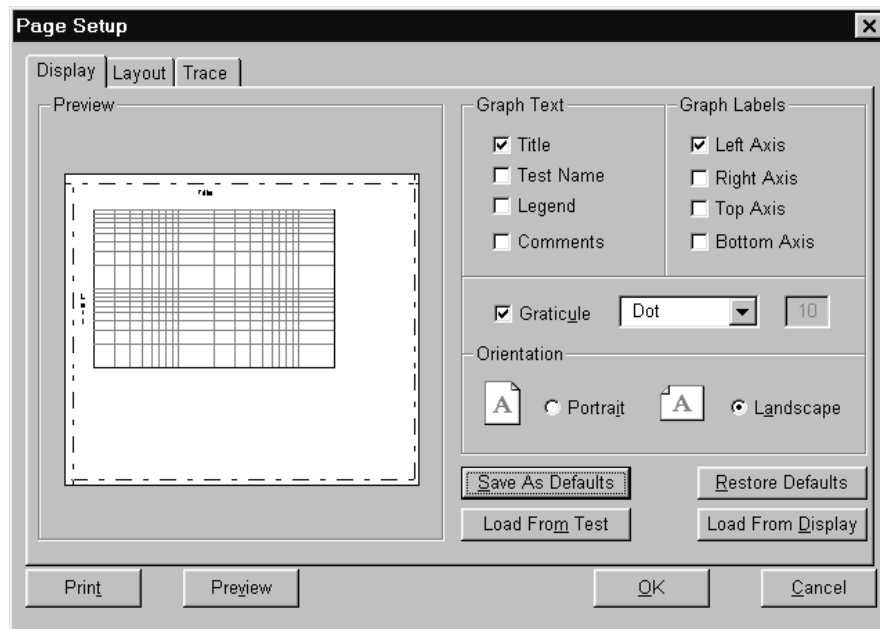 Page Setup
Display Layout Trace
Preview
Title
Graph Text
Title
Test Name
Legend
Comments
Graph Labels
Left Axis
Right Axis
Top Axis
Bottom Axis
Graticule Dot 10
Orientation
A Portrait A Landscape
Save As Defaults Restore Defaults
Load From Test Load From Display
Print Preview OK Cancel